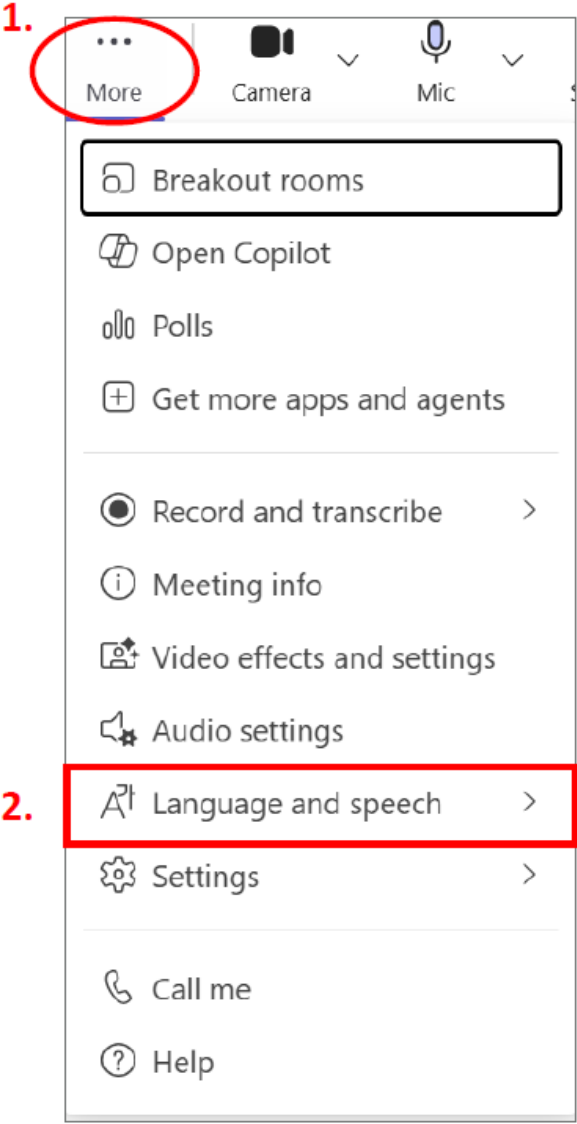 1.
More
Camera
Mic
Breakout rooms
Open Copilot
Polls
Get more apps and agents
Record and transcribe
Meeting info
Video effects and settings
Audio settings
2.
Language and speech
Settings
Call me
Help